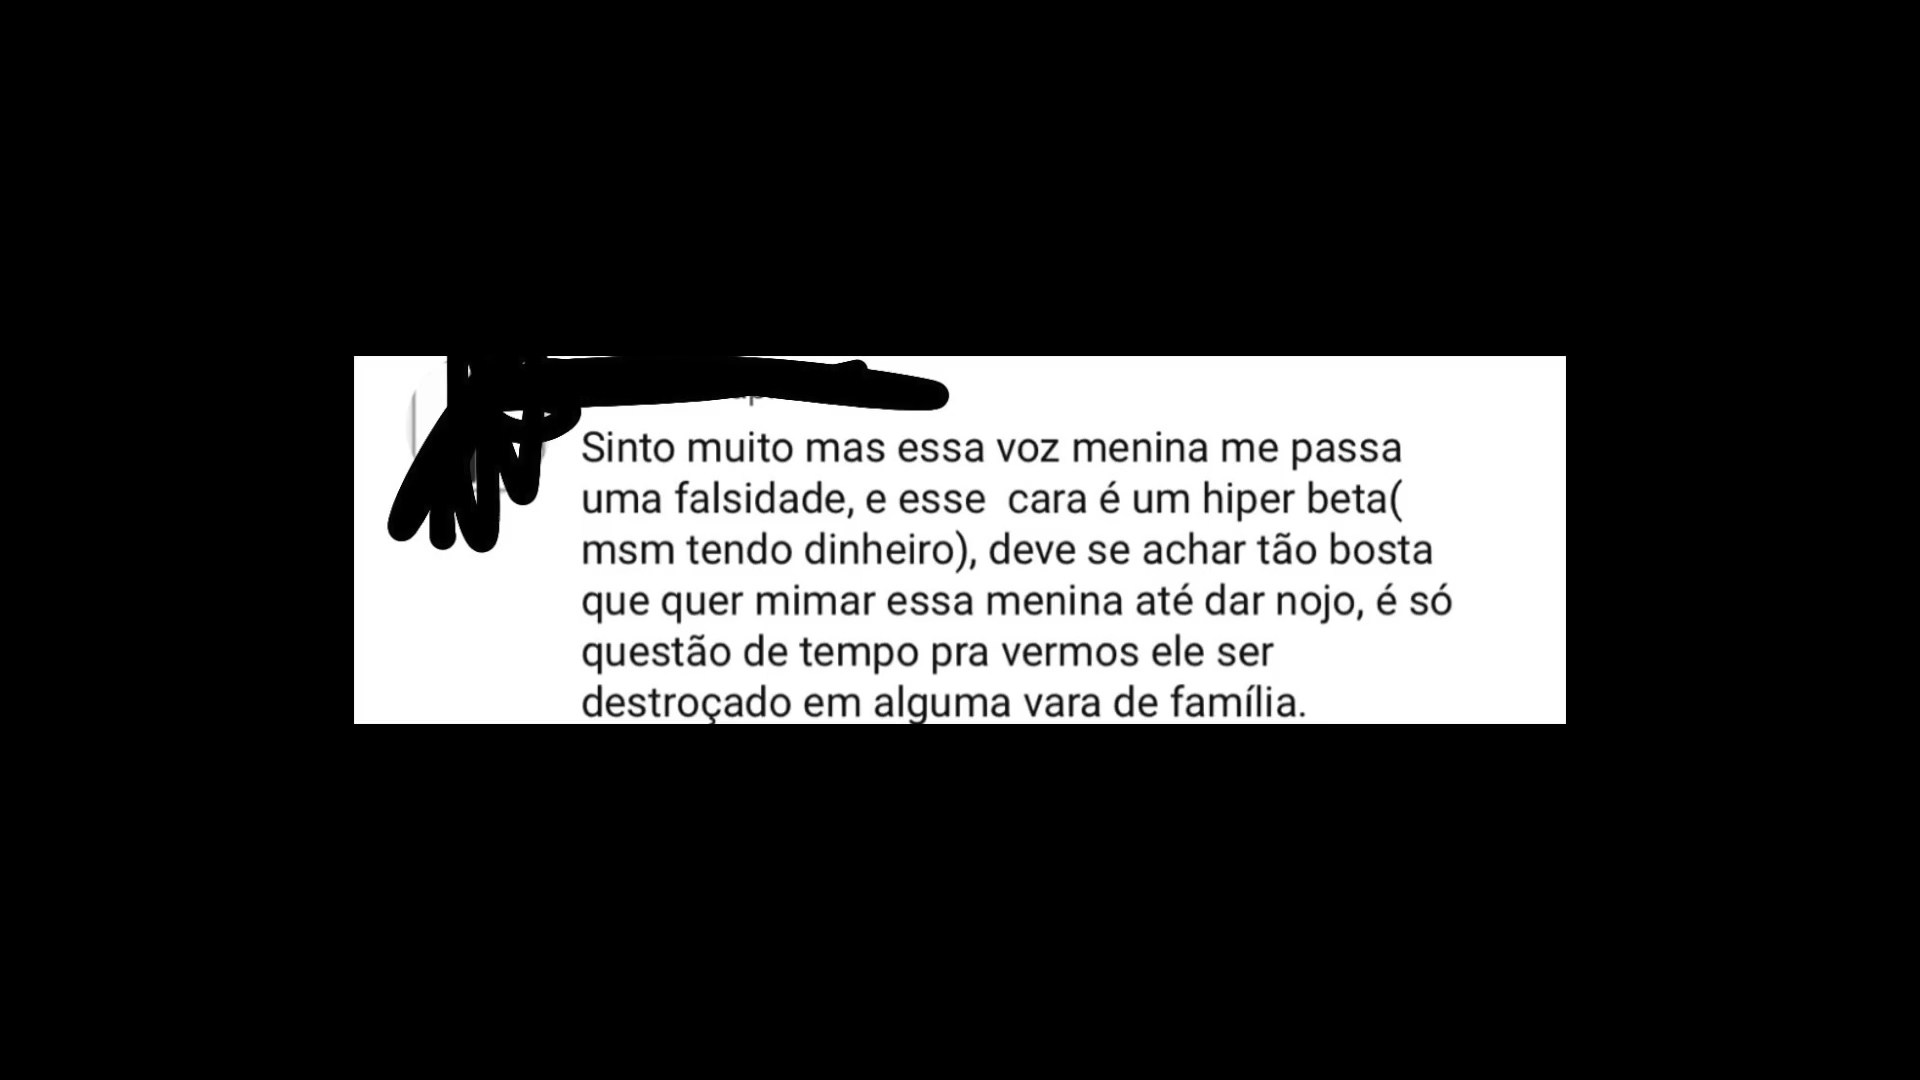 Sinto muito mas essa voz menina me passa
uma falsidade, e esse  cara é um hiper beta(
msm tendo dinheiro), deve se achar tão bosta
que quer mimar essa menina até dar nojo, é só
questão de tempo pra vermos ele ser
destroçado em alguma vara de família.